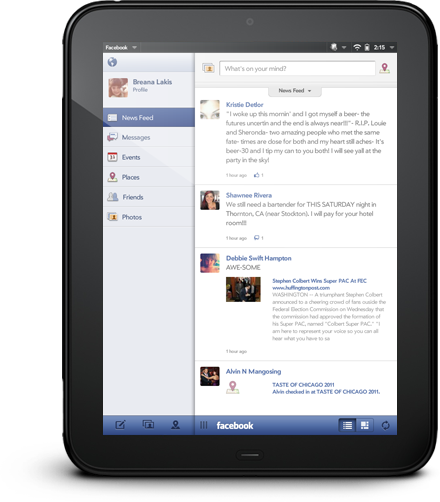 Facebook
2:15
Breana Lakis
Profile
News Feed
Messages
Events
Places
Friends
Photos
What's on your mind?
News Feed
Kristie Detlor
"I woke up this mornin' and I got myself a beer- the
futures uncertin and the end is always near!!!"- R.I.P. Louie
and Sheronda- two amazing people who met the same
fate- times are close for both and my heart still aches- It's
beer-30 and I tip my can to you both! I will see yall at the
party in the sky!
1 hour ago 1
Shawnee Rivera
We still need a bartender for THIS SATURDAY night in
Thornton, CA (near Stockton). I will pay for your hotel
room!!!
1 hour ago 1
Debbie Swift Hampton
AWE-SOME
Stephen Colbert Wins Super PAC At FEC
www.huffingtonpost.com
WASHINGTON -- A triumphant Stephen Colbert
announced to a cheering crowd of fans outside the
Federal Election Commission on Wednesday that
the commission had approved the formation of
his Super PAC, named "Colbert Super PAC." "I
am here to represent your voice so you can all
hear what you have to sa
1 hour ago
Alvin N Mangosing
TASTE OF CHICAGO 2011
Alvin checked in at TASTE OF CHICAGO 2011.
facebook